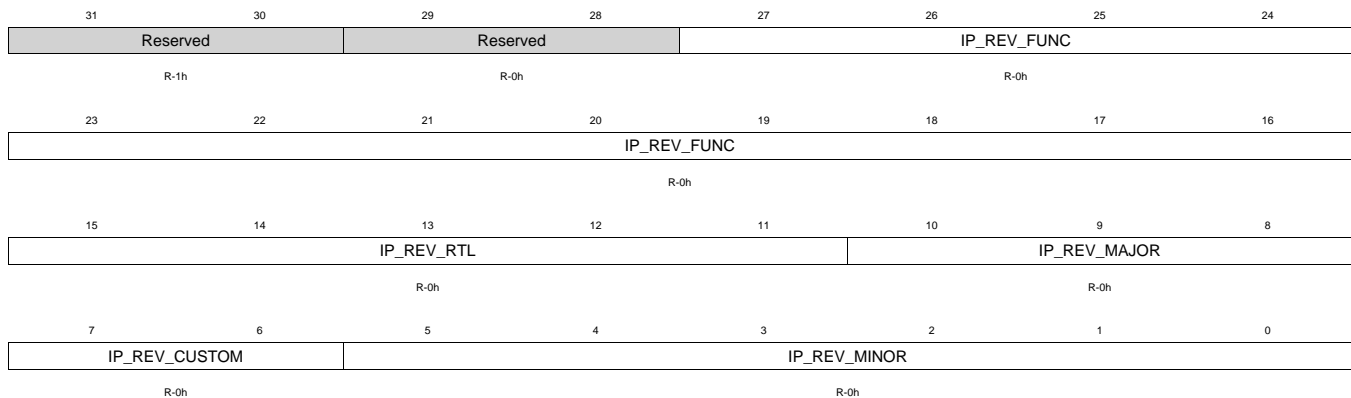 31 30 29 28 27 26 25 24
Reserved Reserved IP_REV_FUNC
R-1h R-0h R-0h
23 22 21 20 19 18 17 16
IP_REV_FUNC
R-0h
15 14 13 12 11 10 9 8
IP_REV_RTL IP_REV_MAJOR
R-0h R-0h
7 6 5 4 3 2 1 0
IP_REV_CUSTOM IP_REV_MINOR
R-0h R-0h